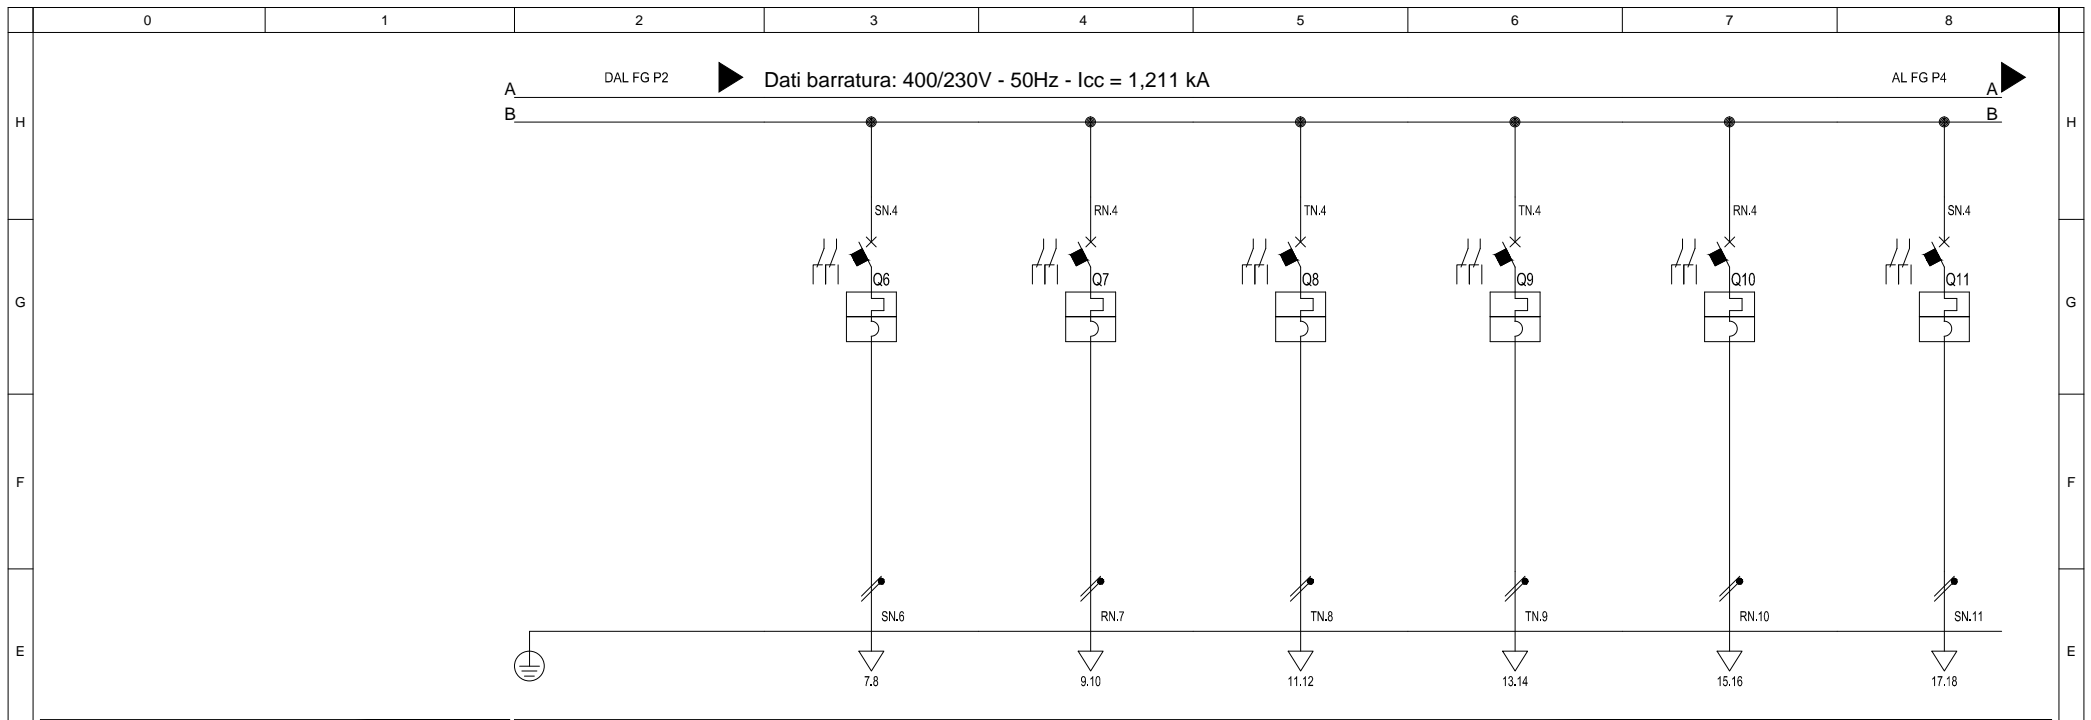 0 1 2 3 4 5 6 7 8
DAL FG P2 Dati barratura: 400/230V - 50Hz - Icc = 1,211 kA AL FG P4
A A
B B
H H
SN.4 RN.4 TN.4 TN.4 RN.4 SN.4
Q6 Q7 Q8 Q9 Q10 Q11
G G
F F
SN.6 RN.7 TN.8 TN.9 RN.10 SN.11
E E
7.8 9.10 11.12 13.14 15.16 17.18